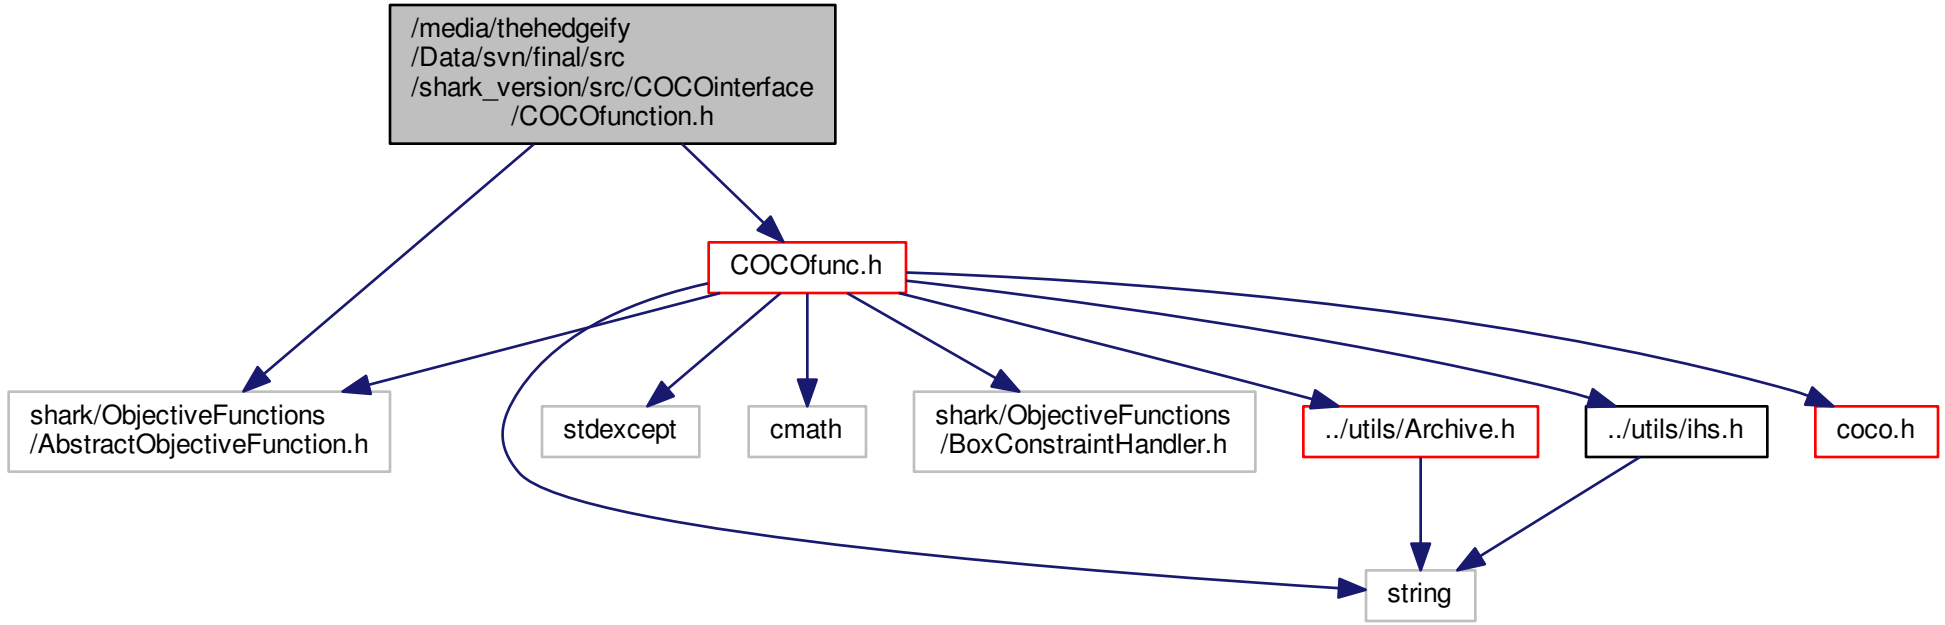 /media/thehedgeify
/Data/svn/final/src
/shark_version/src/COCOinterface
/COCOfunction.h
COCOfunc.h
shark/ObjectiveFunctions
/AbstractObjectiveFunction.h
stdexcept
cmath
shark/ObjectiveFunctions
/BoxConstraintHandler.h
../utils/Archive.h
../utils/ihs.h
coco.h
string